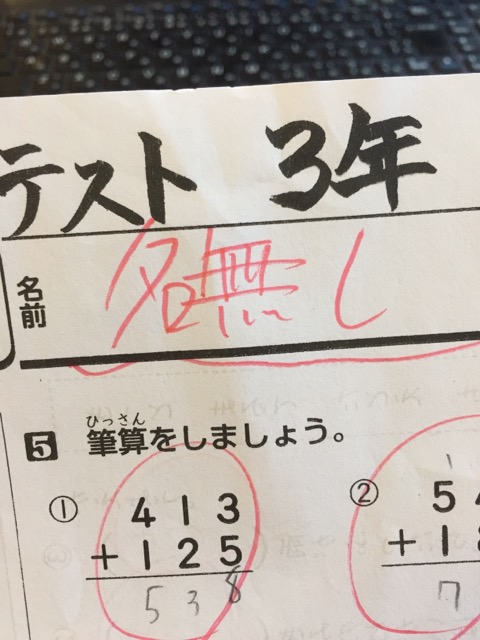 テスト 3年
名前 名無し
5 筆算をしましょう。
ひっさん
① 413 ② 5
+125 +1
538 7